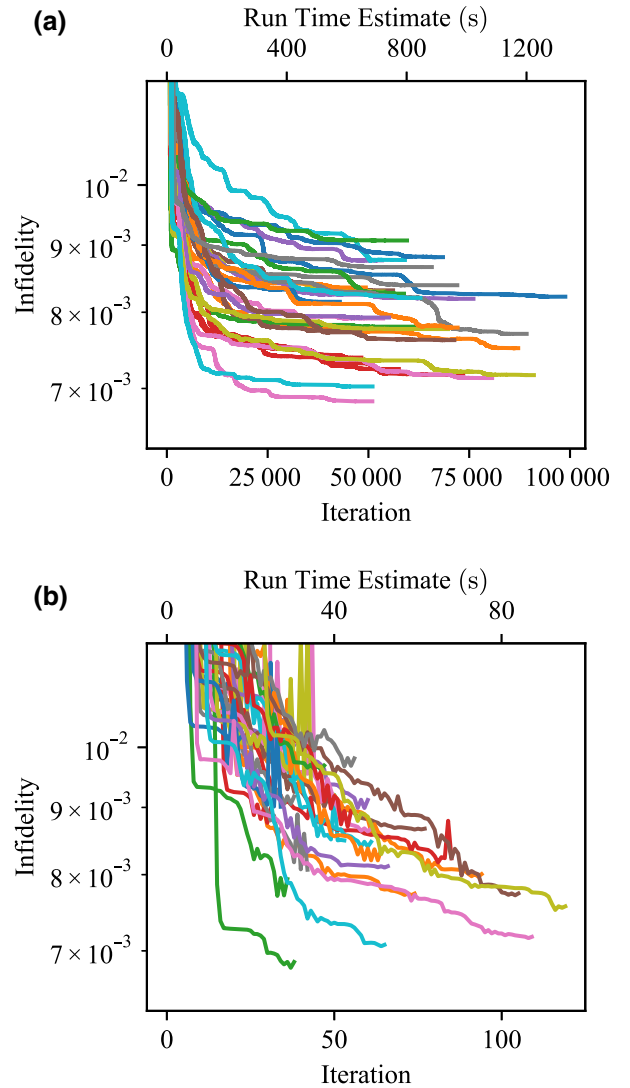 (a)
Run Time Estimate (s)
0 400 800 1200
Infidelity
10⁻²
9 × 10⁻³
8 × 10⁻³
7 × 10⁻³
0 25 000 50 000 75 000 100 000
Iteration
(b)
Run Time Estimate (s)
0 40 80
Infidelity
10⁻²
9 × 10⁻³
8 × 10⁻³
7 × 10⁻³
0 50 100
Iteration